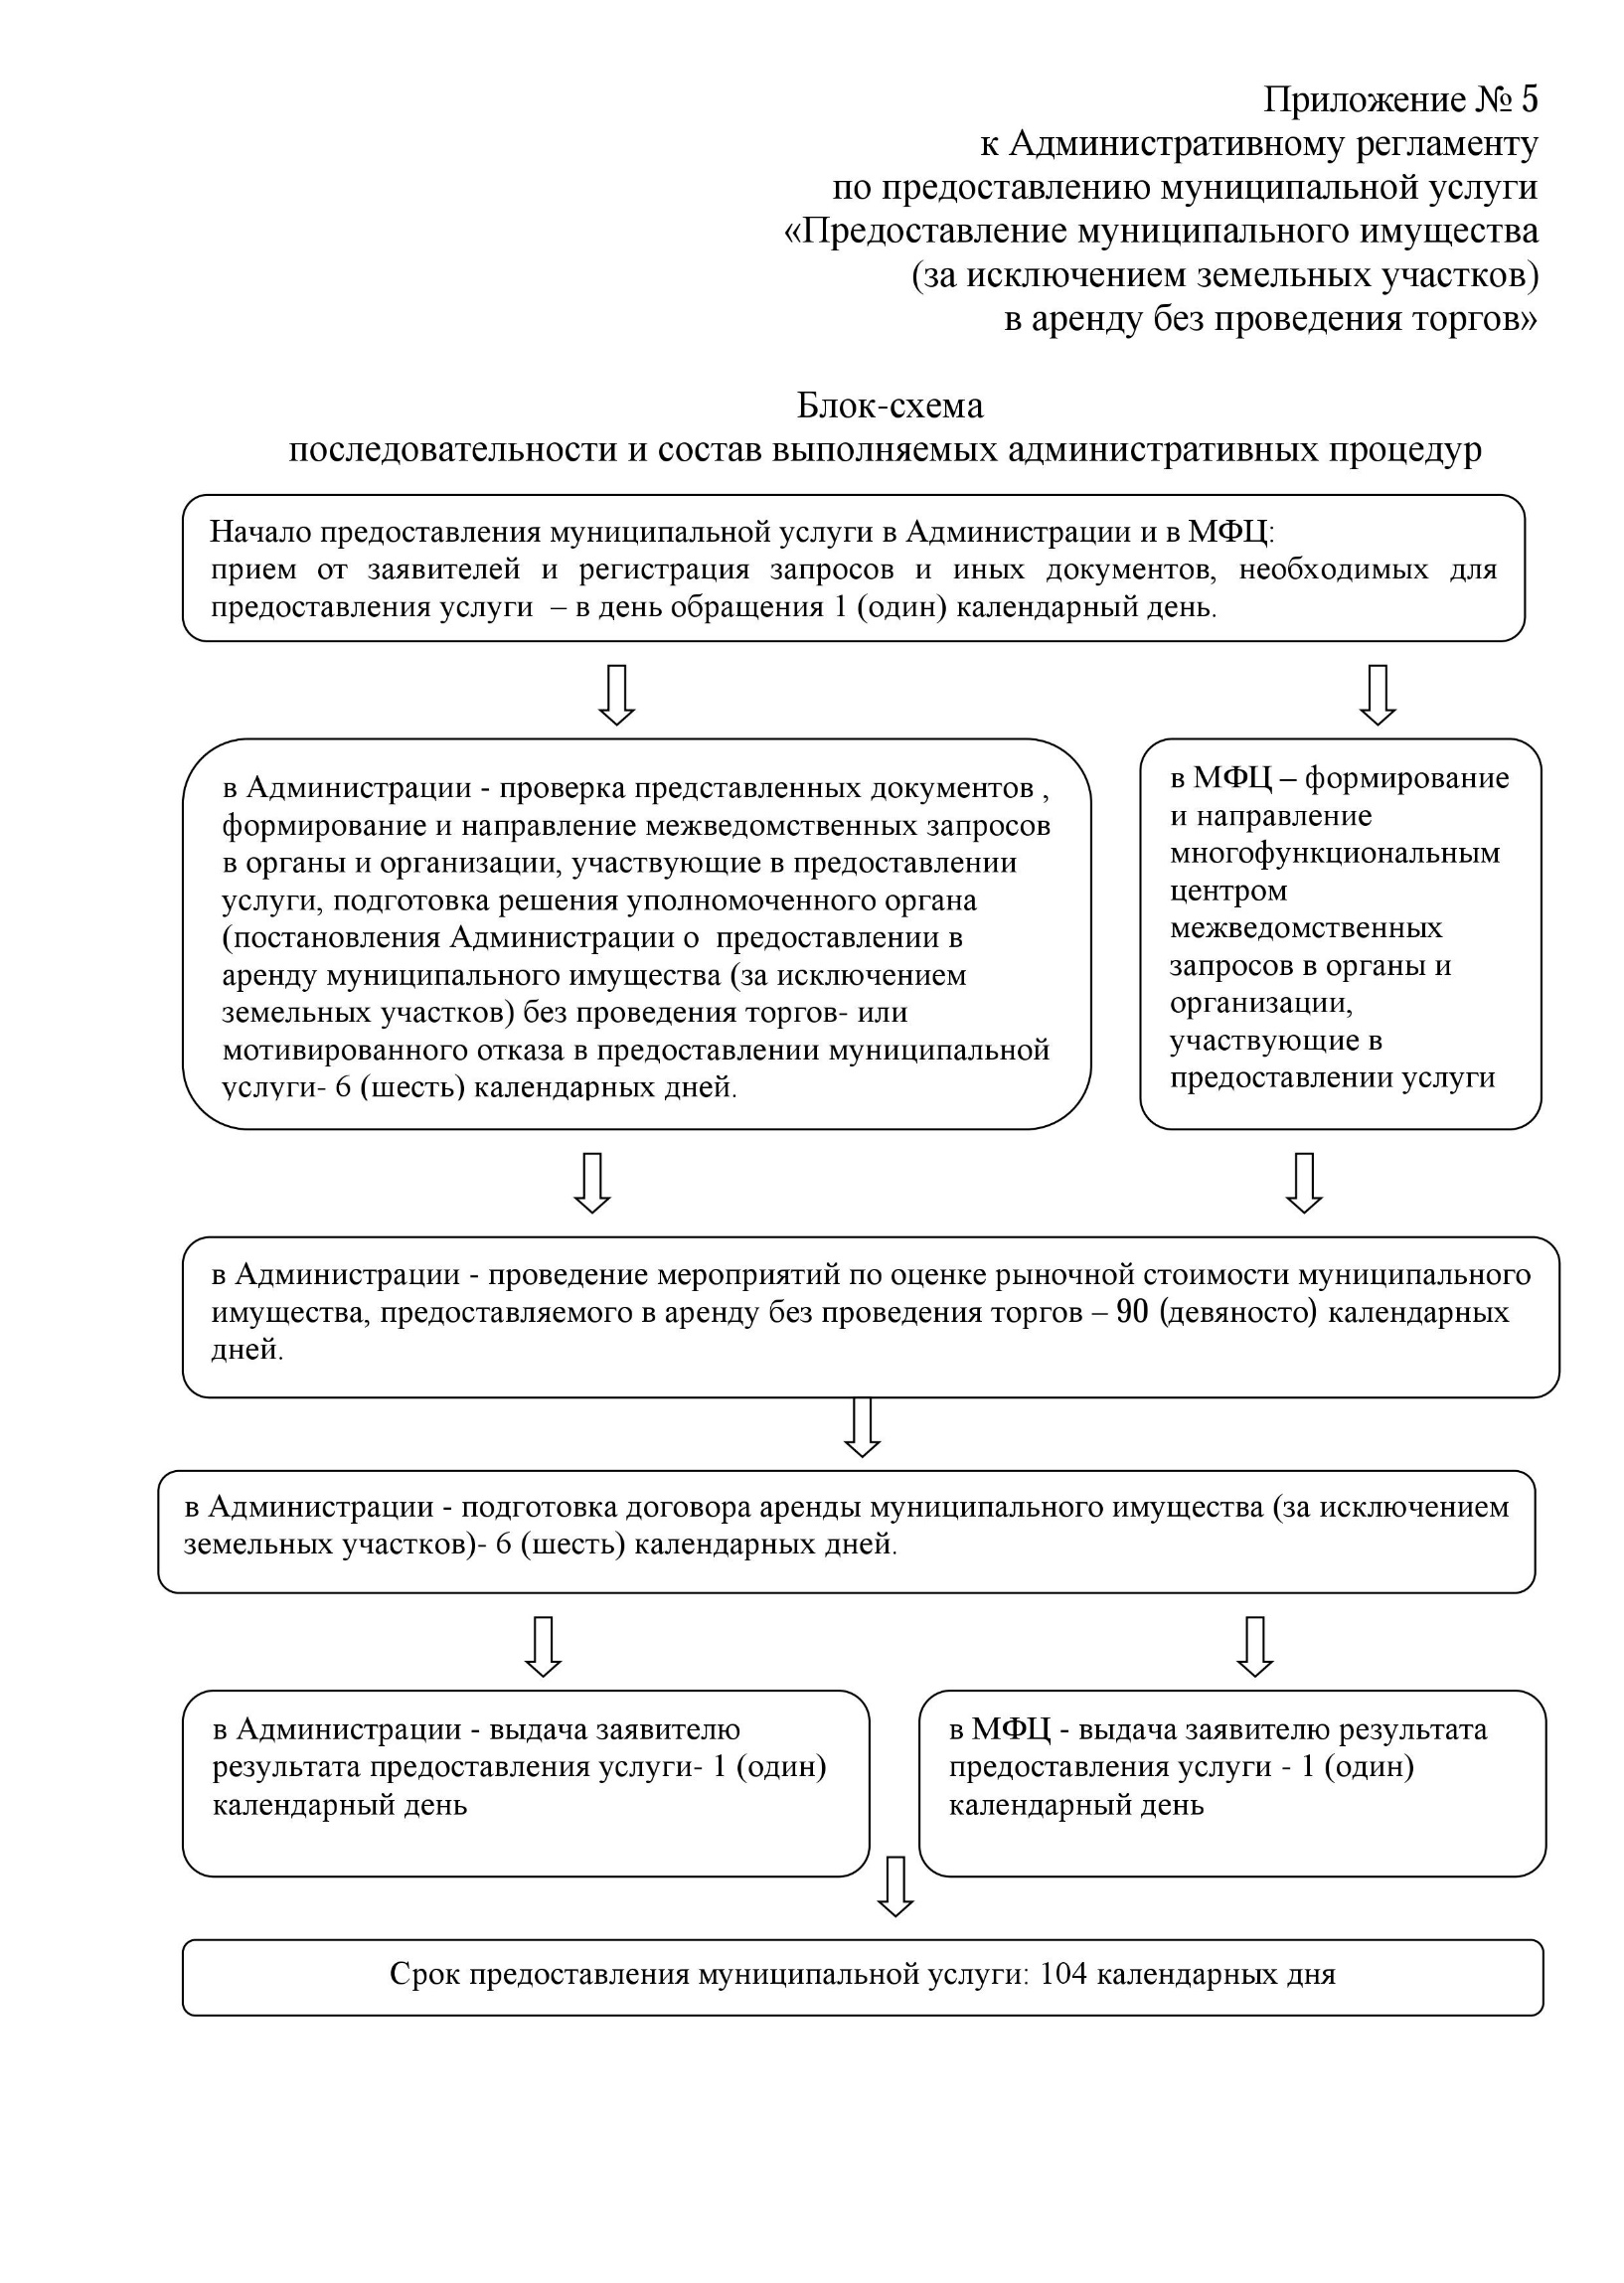 Приложение № 5
к Административному регламенту
по предоставлению муниципальной услуги
«Предоставление муниципального имущества
(за исключением земельных участков)
в аренду без проведения торгов»
Блок-схема
последовательности и состав выполняемых административных процедур
Начало предоставления муниципальной услуги в Администрации и в МФЦ:
прием от заявителей и регистрация запросов и иных документов, необходимых для
предоставления услуги – в день обращения 1 (один) календарный день.
в Администрации - проверка представленных документов ,
формирование и направление межведомственных запросов
в органы и организации, участвующие в предоставлении
услуги, подготовка решения уполномоченного органа
(постановления Администрации о предоставлении в
аренду муниципального имущества (за исключением
земельных участков) без проведения торгов- или
мотивированного отказа в предоставлении муниципальной
услуги- 6 (шесть) календарных дней.
в МФЦ – формирование
и направление
многофункциональным
центром
межведомственных
запросов в органы и
организации,
участвующие в
предоставлении услуги
в Администрации - проведение мероприятий по оценке рыночной стоимости муниципального
имущества, предоставляемого в аренду без проведения торгов – 90 (девяносто) календарных
дней.
в Администрации - подготовка договора аренды муниципального имущества (за исключением
земельных участков)- 6 (шесть) календарных дней.
в Администрации - выдача заявителю
результата предоставления услуги- 1 (один)
календарный день
в МФЦ - выдача заявителю результата
предоставления услуги - 1 (один)
календарный день
Срок предоставления муниципальной услуги: 104 календарных дня